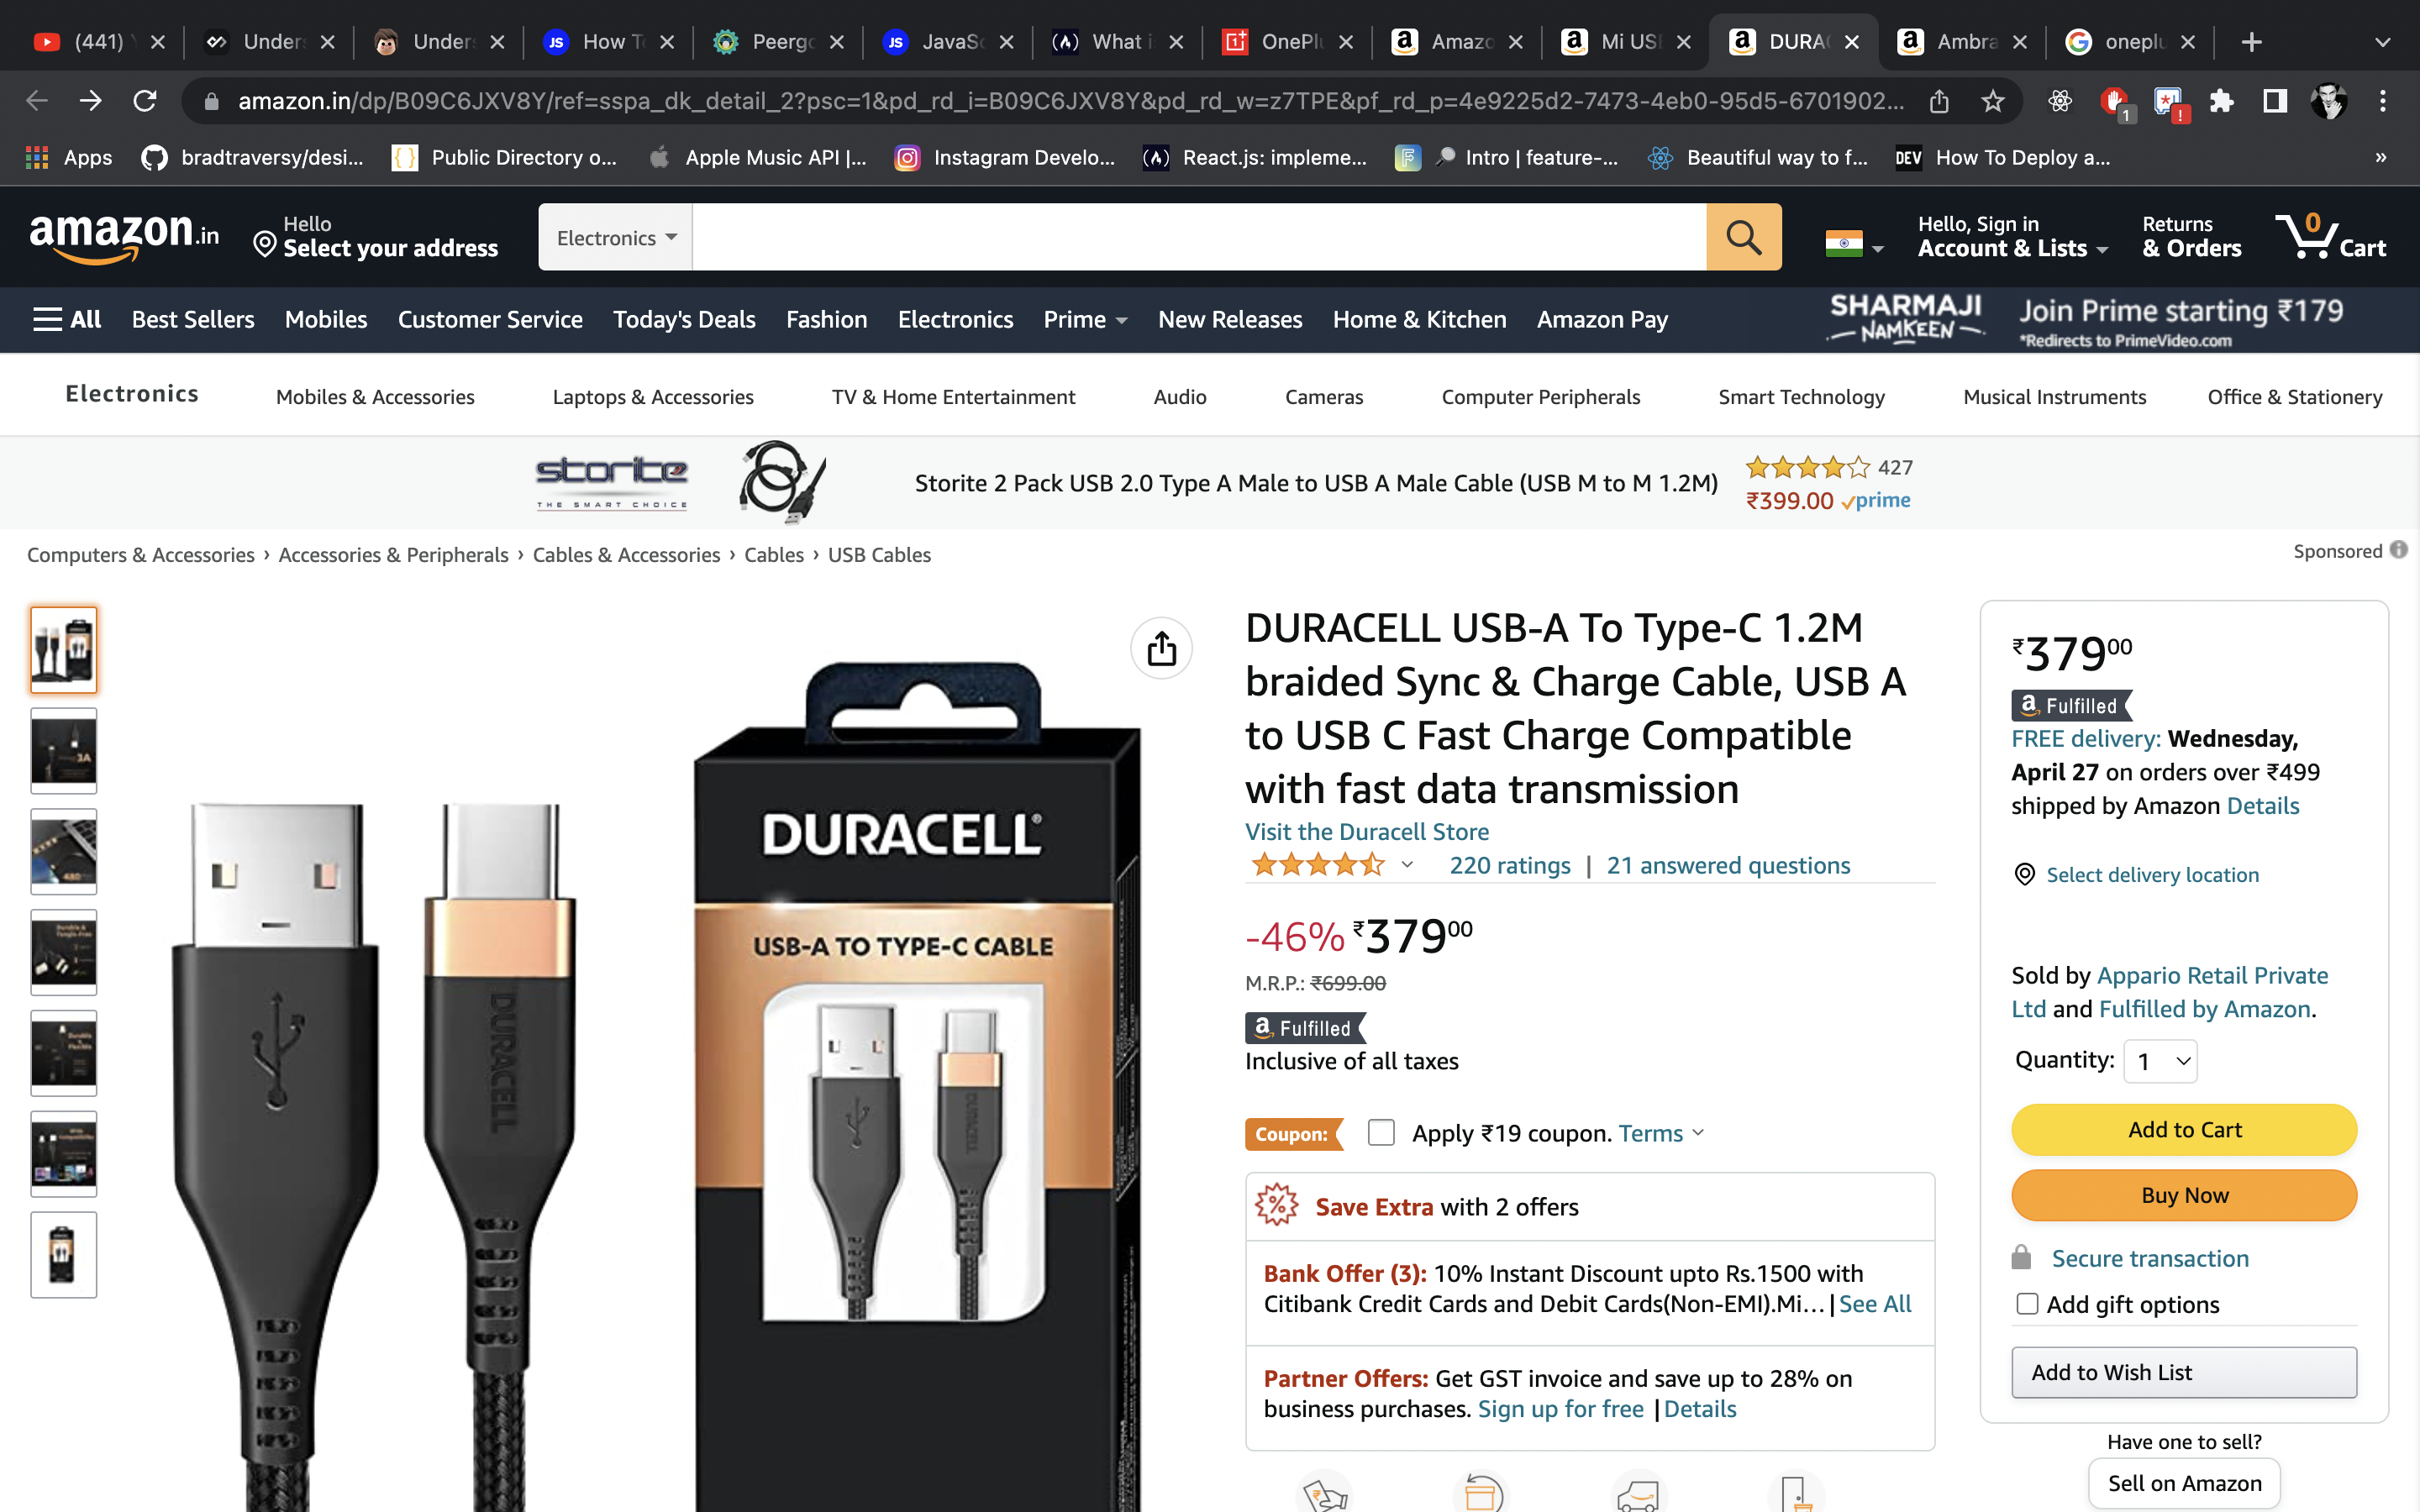 (441)
Under
Under
How T
Peergo
JavaSc
What i
OnePl
Amazo
Mi US
DURA
Ambra
oneplu
amazon.in/dp/B09C6JXV8Y/ref=sspa_dk_detail_2?psc=1&pd_rd_i=B09C6JXV8Y&pd_rd_w=z7TPE&pf_rd_p=4e9225d2-7473-4eb0-95d5-6701902...
1
!
Apps
bradtraversy/desi...
Public Directory o...
Apple Music API |...
Instagram Develo...
React.js: impleme...
Intro | feature-...
Beautiful way to f...
DEV
How To Deploy a...
»
amazon.in
Hello
Select your address
Electronics
Hello, Sign in
Account & Lists
Returns
& Orders
0
Cart
All
Best Sellers
Mobiles
Customer Service
Today's Deals
Fashion
Electronics
Prime
New Releases
Home & Kitchen
Amazon Pay
SHARMAJI
NAMKEEN
Join Prime starting ₹179
*Redirects to PrimeVideo.com
Electronics
Mobiles & Accessories
Laptops & Accessories
TV & Home Entertainment
Audio
Cameras
Computer Peripherals
Smart Technology
Musical Instruments
Office & Stationery
storite
THE SMART CHOICE
Storite 2 Pack USB 2.0 Type A Male to USB A Male Cable (USB M to M 1.2M)
427
₹399.00 prime
Computers & Accessories › Accessories & Peripherals › Cables & Accessories › Cables › USB Cables
Sponsored
DURACELL
USB-A TO TYPE-C CABLE
DURACELL
DURACELL
DURACELL USB-A To Type-C 1.2M
braided Sync & Charge Cable, USB A
to USB C Fast Charge Compatible
with fast data transmission
Visit the Duracell Store
220 ratings | 21 answered questions
-46% ₹37900
M.R.P.: ₹699.00
a Fulfilled
Inclusive of all taxes
Coupon:
Apply ₹19 coupon. Terms
Save Extra with 2 offers
Bank Offer (3): 10% Instant Discount upto Rs.1500 with
Citibank Credit Cards and Debit Cards(Non-EMI).Mi... | See All
Partner Offers: Get GST invoice and save up to 28% on
business purchases. Sign up for free | Details
₹37900
a Fulfilled
FREE delivery: Wednesday,
April 27 on orders over ₹499
shipped by Amazon Details
Select delivery location
Sold by Appario Retail Private
Ltd and Fulfilled by Amazon.
Quantity: 1
Add to Cart
Buy Now
Secure transaction
Add gift options
Add to Wish List
Have one to sell?
Sell on Amazon